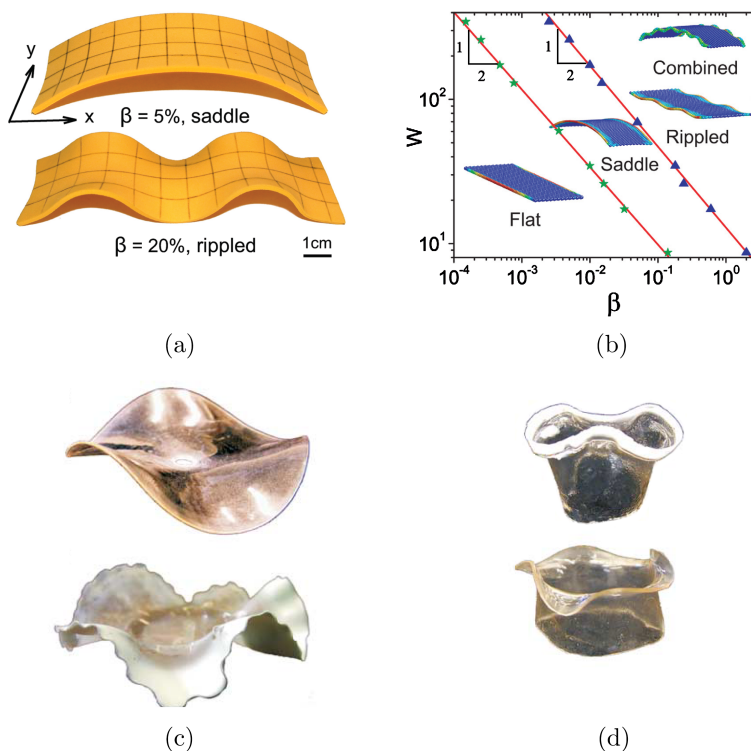 y
x
β = 5%, saddle
β = 20%, rippled
1cm
(a)
W
10²
10¹
1
2
1
2
Combined
Rippled
Saddle
Flat
10⁻⁴ 10⁻³ 10⁻² 10⁻¹ 10⁰
β
(b)
(c)
(d)